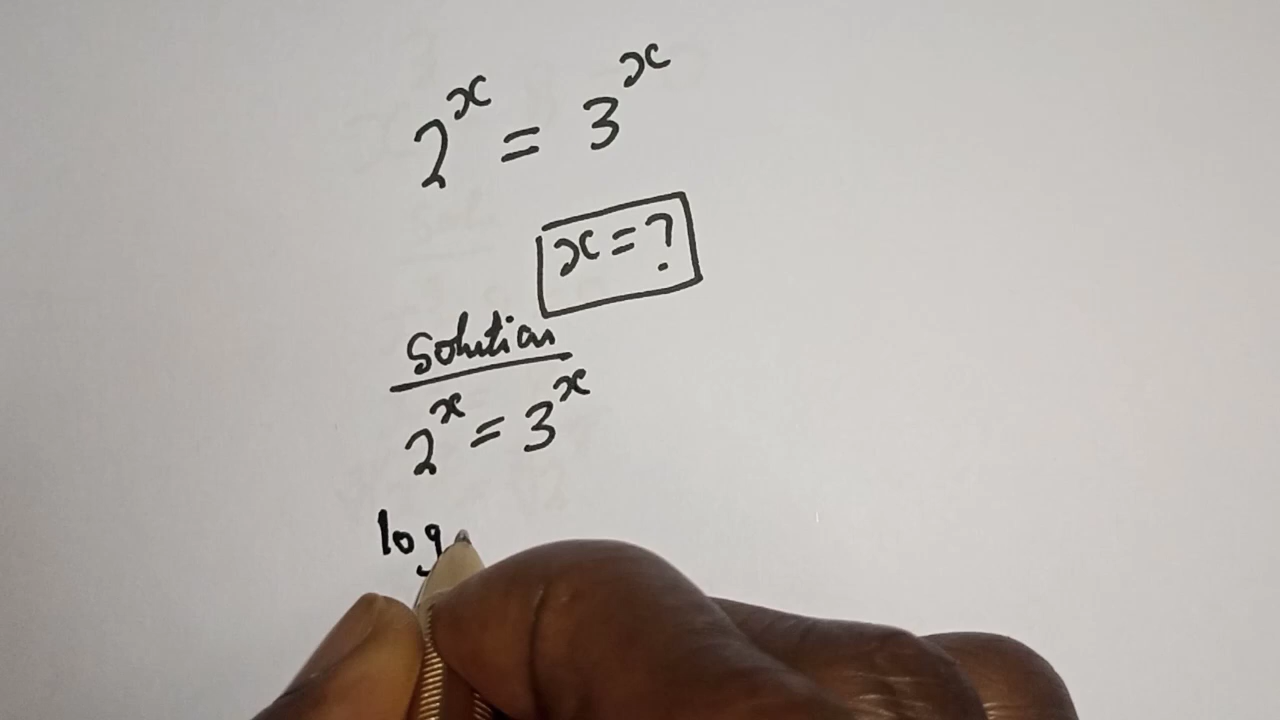 2^x = 3^x
x = ?
Solution
2^x = 3^x
log